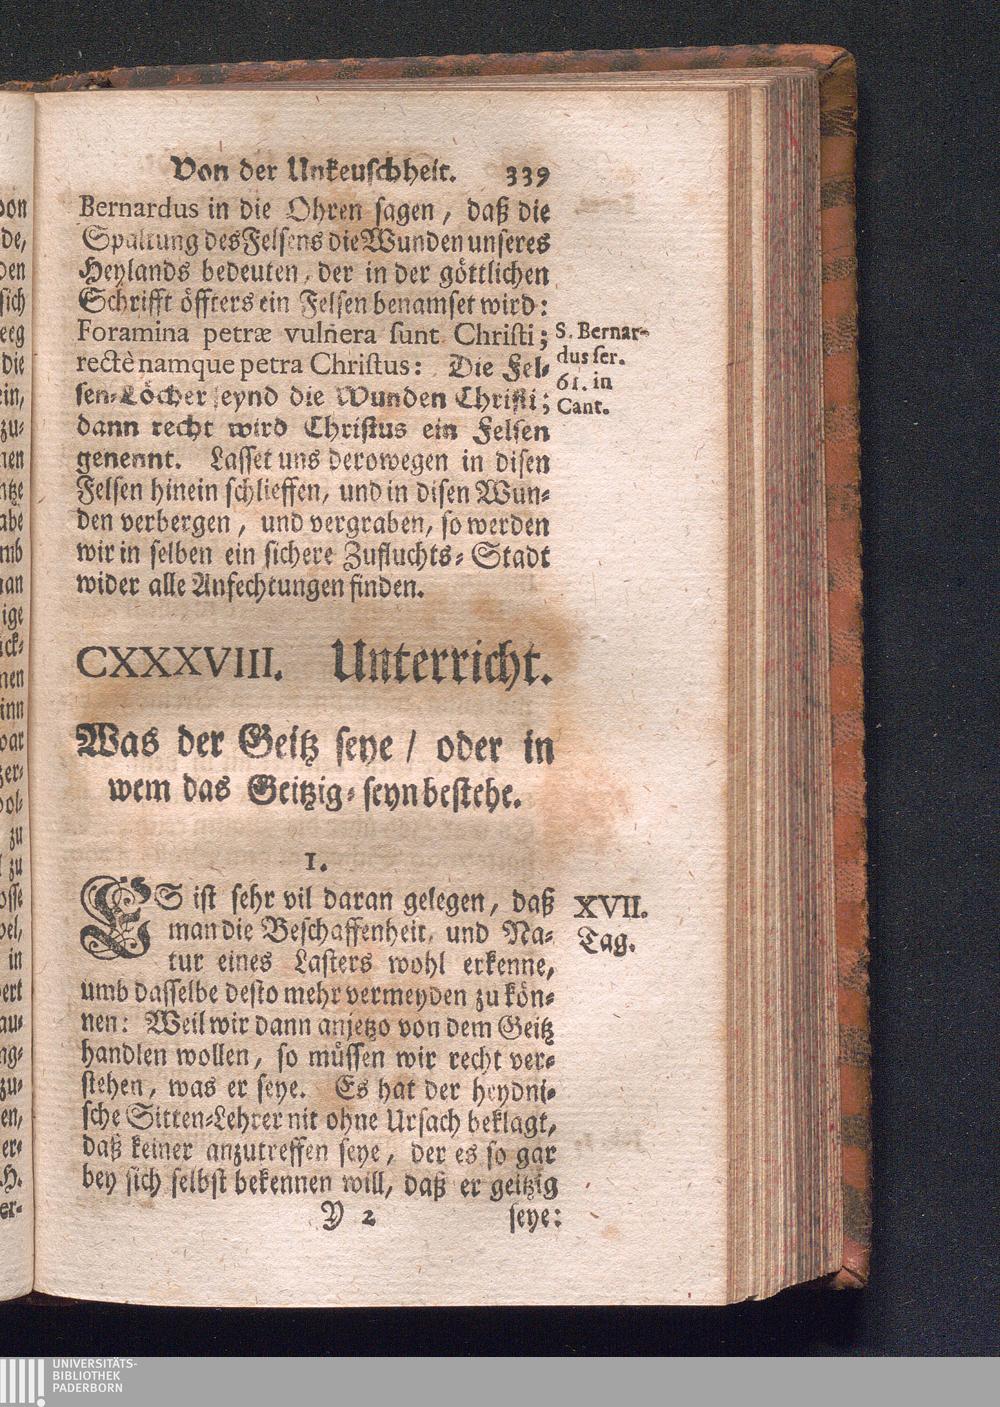 Von der Unkeuschheit. 339
Bernardus in die Ohren sagen, daß die
Spaltung des Felsens die Wunden unseres
Heylands bedeuten, der in der göttlichen
Schrifft öffters ein Felsen benamset wird:
Foramina petræ vulnera sunt Christi;
rectè namque petra Christus: Die Fel-
sen-Löcher seynd die Wunden Christi;
dann recht wird Christus ein Felsen
genennt. Lasset uns derowegen in disen
Felsen hinein schlieffen, und in disen Wun-
den verbergen, und vergraben, so werden
wir in selben ein sichere Zufluchts-Stadt
wider alle Anfechtungen finden.
S. Bernar-
dus ser.
61. in
Cant.
CXXXVIII. Unterricht.
Was der Geitz seye / oder in
wem das Geitzig-seyn bestehe.
1.
ES ist sehr vil daran gelegen, daß
man die Beschaffenheit, und Na-
tur eines Lasters wohl erkenne,
umb dasselbe desto mehr vermeyden zu kön-
nen: Weil wir dann anjetzo von dem Geitz
handlen wollen, so müssen wir recht ver-
stehen, was er seye. Es hat der heydni-
sche Sitten-Lehrer nit ohne Ursach beklagt,
daß keiner anzutreffen seye, der es so gar
bey sich selbst bekennen will, daß er geitzig
XVII.
Tag.
Y 2 seye:
UNIVERSITÄTS-
BIBLIOTHEK
PADERBORN